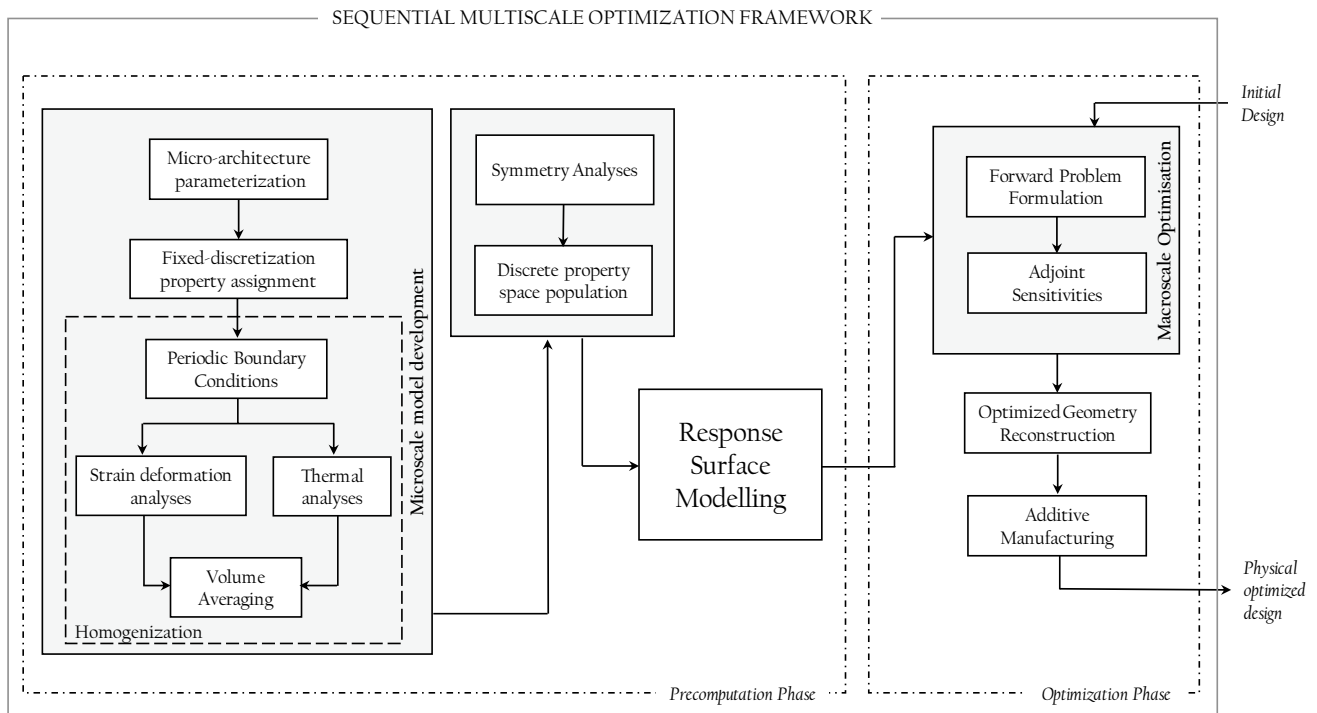 SEQUENTIAL MULTISCALE OPTIMIZATION FRAMEWORK
Micro-architecture
parameterization
Fixed-discretization
property assignment
Periodic Boundary
Conditions
Strain deformation
analyses
Thermal
analyses
Volume
Averaging
Homogenization
Microscale model development
Symmetry Analyses
Discrete property
space population
Response
Surface
Modelling
Precomputation Phase
Initial
Design
Forward Problem
Formulation
Adjoint
Sensitivities
Macroscale Optimisation
Optimized Geometry
Reconstruction
Additive
Manufacturing
Physical
optimized
design
Optimization Phase